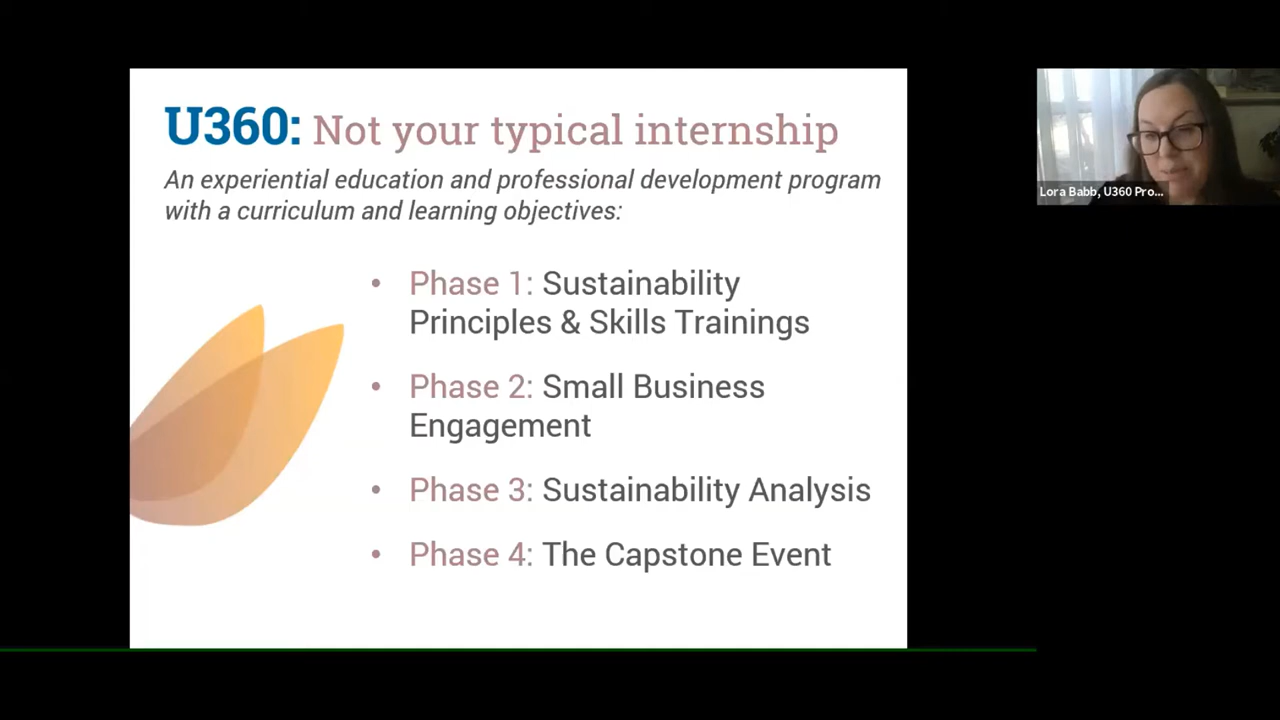 U360: Not your typical internship
An experiential education and professional development program
with a curriculum and learning objectives:
• Phase 1: Sustainability
Principles & Skills Trainings
• Phase 2: Small Business
Engagement
• Phase 3: Sustainability Analysis
• Phase 4: The Capstone Event
Lora Babb, U360 Pro...